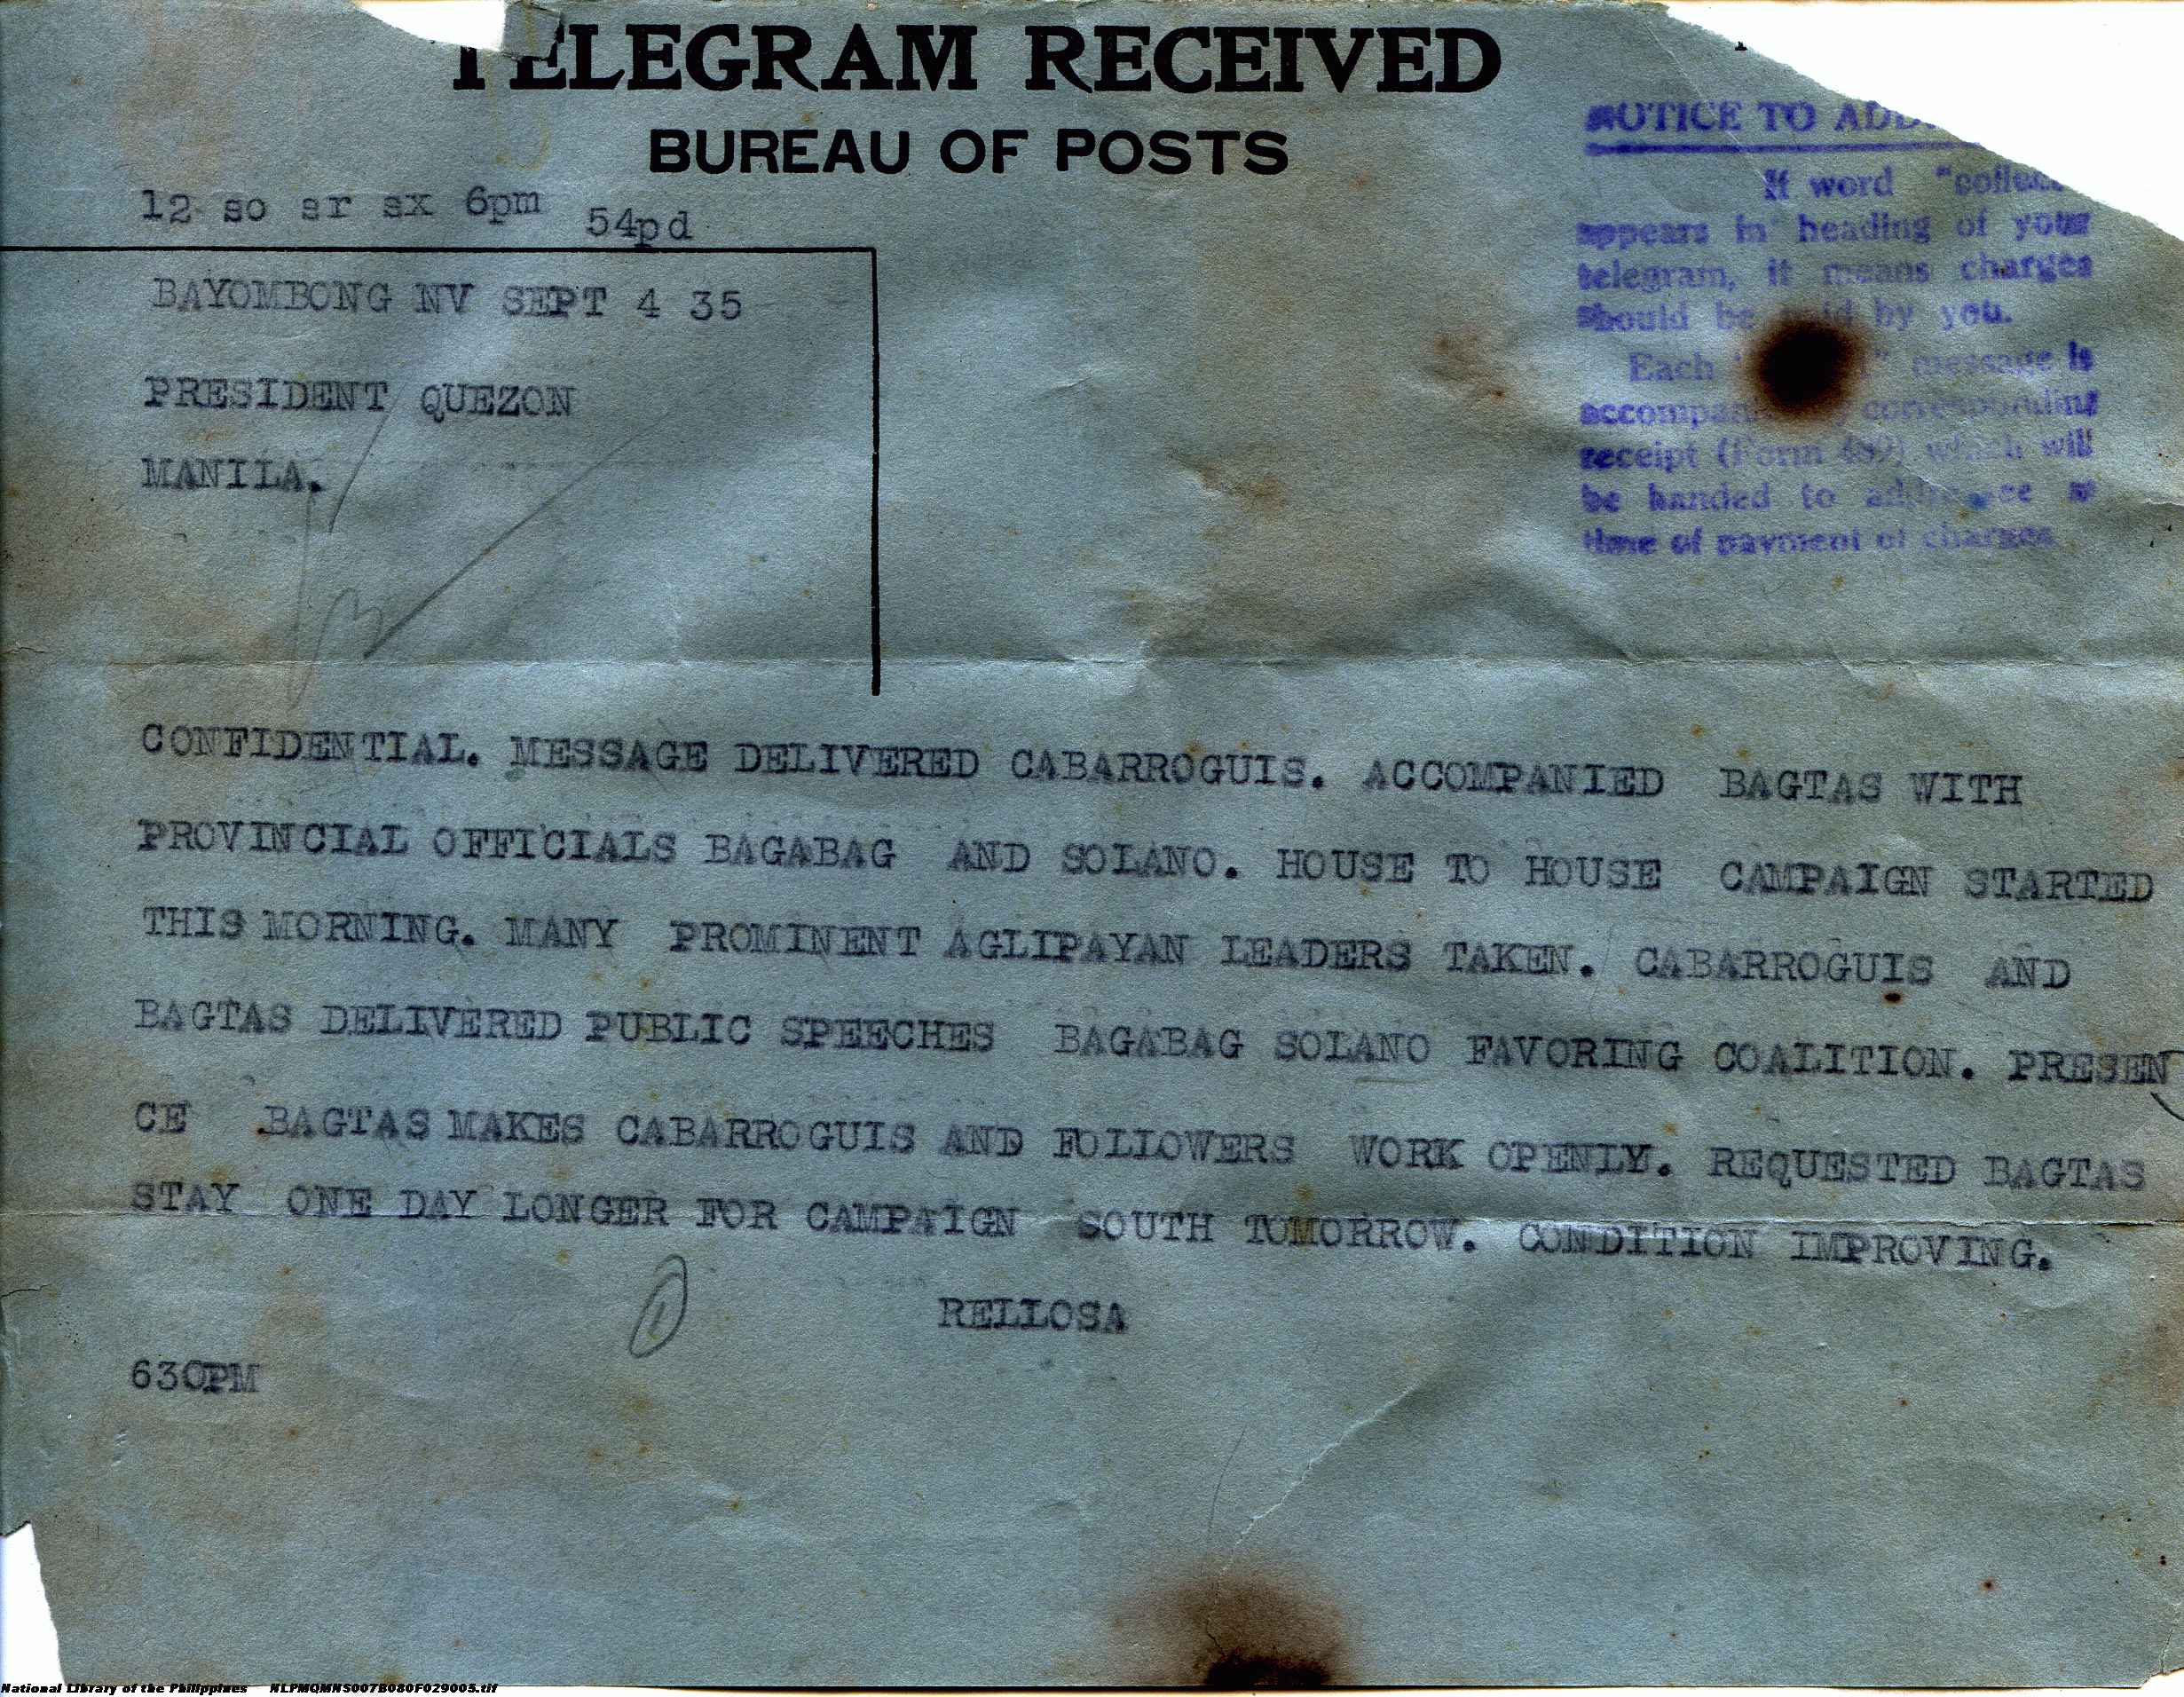 TELEGRAM RECEIVED
BUREAU OF POSTS
12 so sr sx 6pm 54pd
BAYOMBONG NV SEPT 4 35
PRESIDENT QUEZON
MANILA.
NOTICE TO
If word "collect
appears in heading of your
telegram, it means charges
should be paid by you.
Each message is
corresponding
receipt (Form 469) which will
be handed to addressee
time of payment of charges
CONFIDENTIAL. MESSAGE DELIVERED CABARROGUIS. ACCOMPANIED BAGTAS WITH
PROVINCIAL OFFICIALS BAGABAG AND SOLANO. HOUSE TO HOUSE CAMPAIGN STARTED
THIS MORNING. MANY PROMINENT AGLIPAYAN LEADERS TAKEN. CABARROGUIS AND
BAGTAS DELIVERED PUBLIC SPEECHES BAGABAG SOLANO FAVORING COALITION. PRESEN
CE BAGTAS MAKES CABARROGUIS AND FOLLOWERS WORK OPENLY. REQUESTED BAGTAS
STAY ONE DAY LONGER FOR CAMPAIGN SOUTH TOMORROW. CONDITION IMPROVING.
RELLOSA
630PM
National Library of the Philippines NLPMQMNS007B080F029005.tif